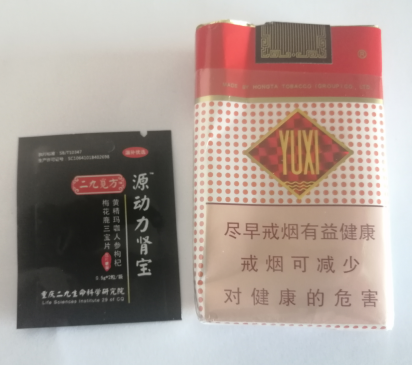 二九复方
源动力肾宝
黄精玛咖人参枸杞
梅花鹿三宝片
重庆二九生命科学研究院
Life Sciences Institute 29 of CQ
YUXI
尽早戒烟有益健康
戒烟可减少
对健康的危害